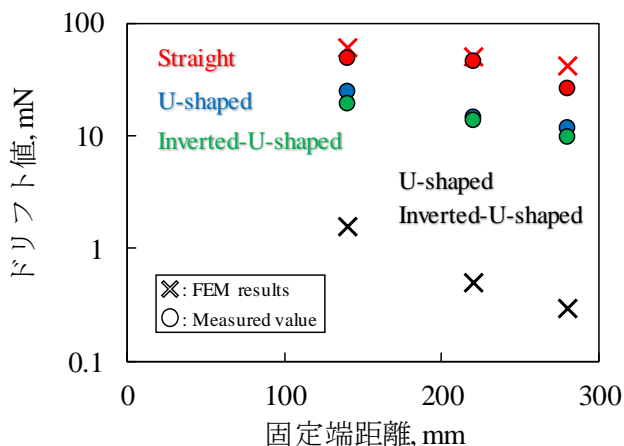 100
10
1
0.1
ドリフト値, mN
Straight
U-shaped
Inverted-U-shaped
U-shaped
Inverted-U-shaped
: FEM results
: Measured value
0
100
200
300
固定端距離, mm